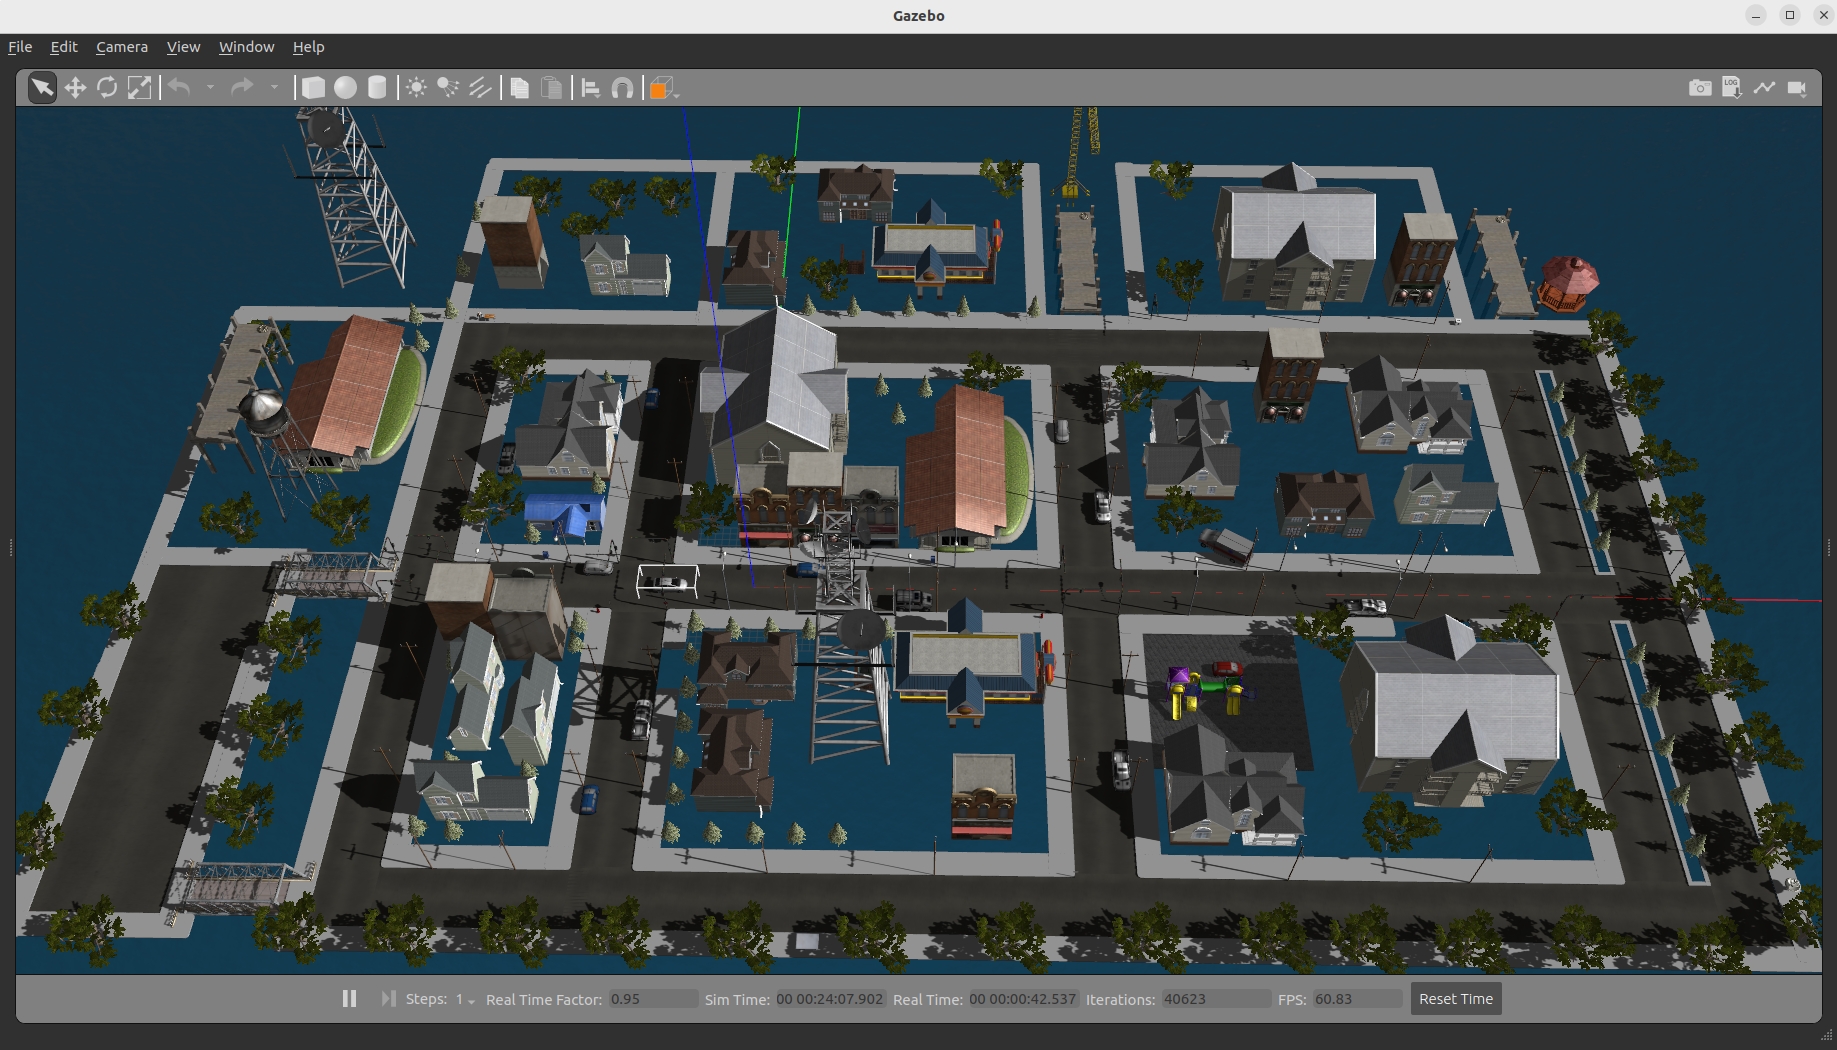 Gazebo
File Edit Camera View Window Help
LOG
Steps: 1 Real Time Factor: 0.95 Sim Time: 00 00:24:07.902 Real Time: 00 00:00:42.537 Iterations: 40623 FPS: 60.83 Reset Time